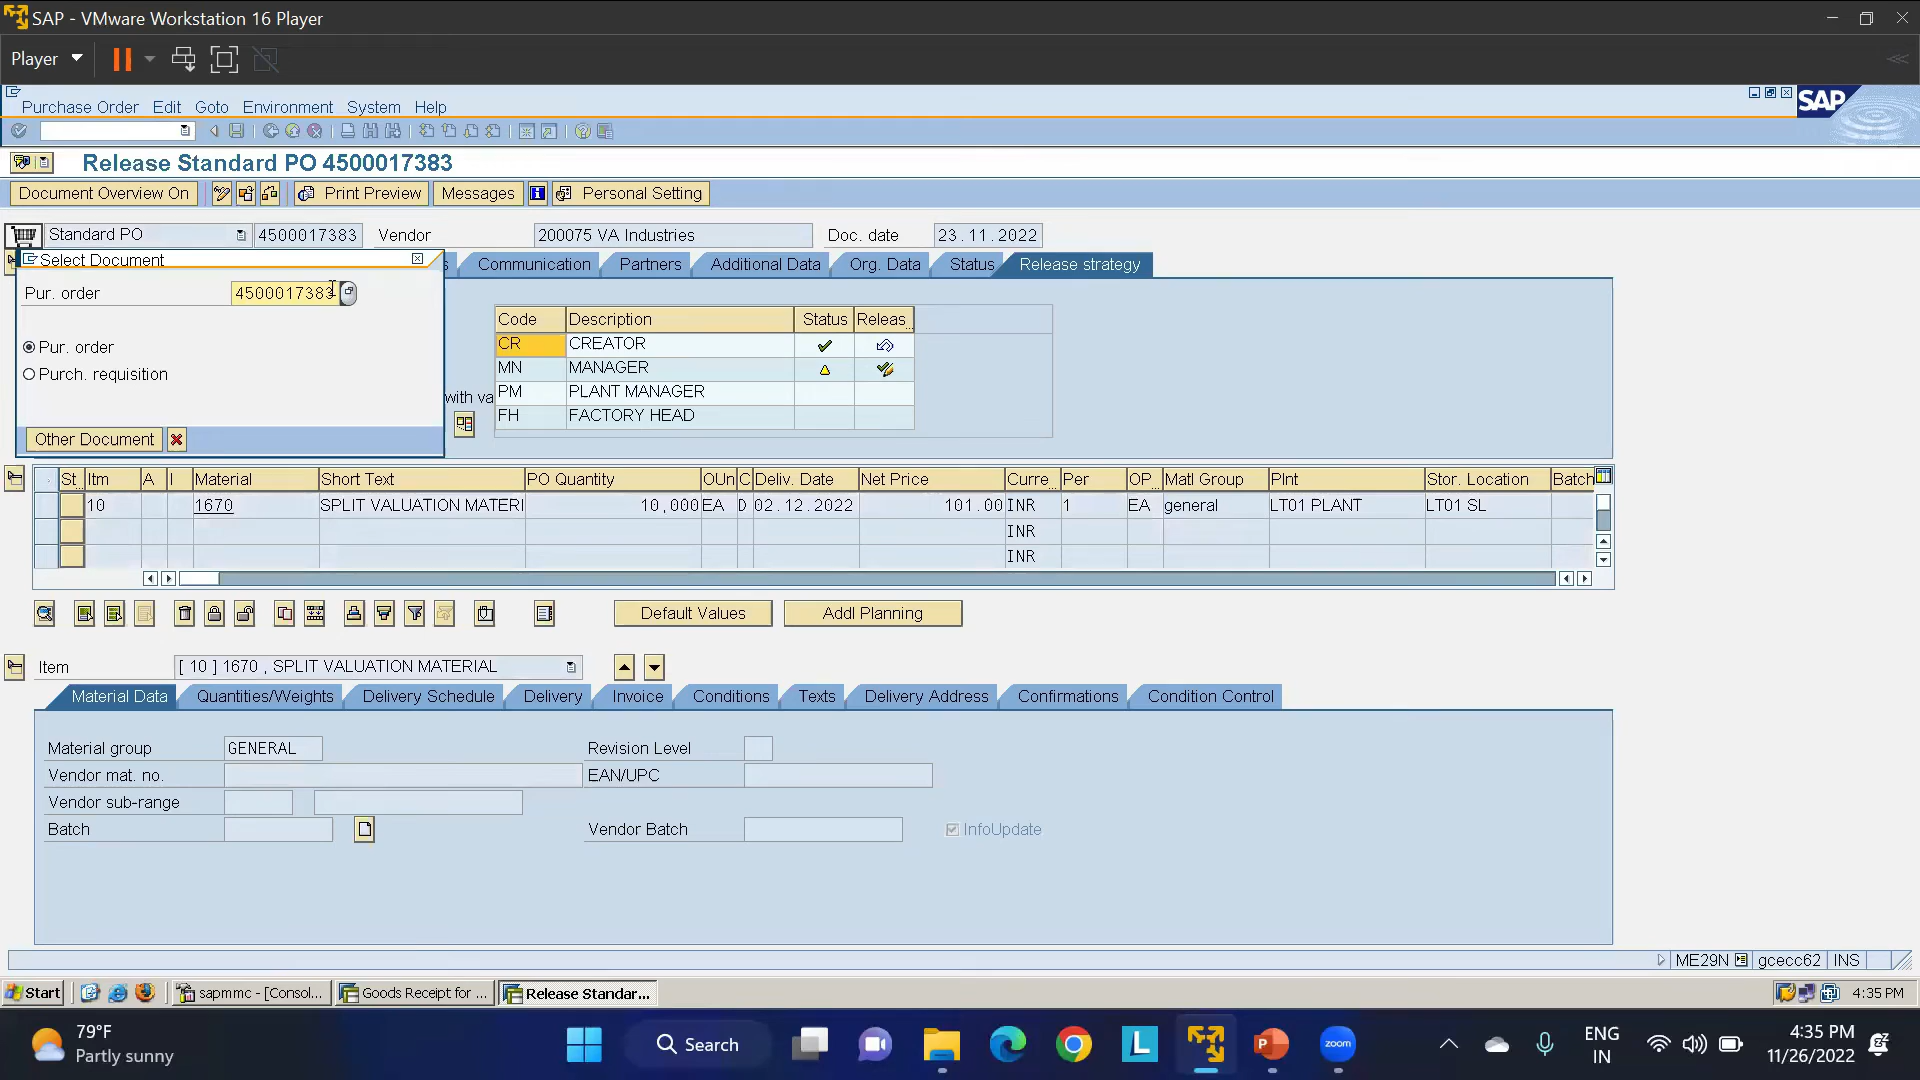 SAP - VMware Workstation 16 Player
Player
Purchase Order Edit Goto Environment System Help
SAP
Release Standard PO 4500017383
Document Overview On Print Preview Messages Personal Setting
Standard PO 4500017383 Vendor 200075 VA Industries Doc. date 23.11.2022
Select Document
Communication Partners Additional Data Org. Data Status Release strategy
Pur. order 4500017383
Code Description Status Releas..
CR CREATOR
Pur. order
MN MANAGER
Purch. requisition
PM PLANT MANAGER
with va
FH FACTORY HEAD
Other Document
St.. Itm A I Material Short Text PO Quantity OUn C Deliv. Date Net Price Curre.. Per OP.. Matl Group Plnt Stor. Location Batch
10 1670 SPLIT VALUATION MATERI 10,000 EA D 02.12.2022 101.00 INR 1 EA general LT01 PLANT LT01 SL
INR
INR
Default Values Addl Planning
Item [ 10 ] 1670 , SPLIT VALUATION MATERIAL
Material Data Quantities/Weights Delivery Schedule Delivery Invoice Conditions Texts Delivery Address Confirmations Condition Control
Material group GENERAL Revision Level
Vendor mat. no. EAN/UPC
Vendor sub-range
Batch Vendor Batch InfoUpdate
ME29N gcecc62 INS
Start sapmmc - [Consol... Goods Receipt for ... Release Standar... 4:35 PM
79°F
Partly sunny
Search
L
P
zoom
ENG
IN
4:35 PM
11/26/2022